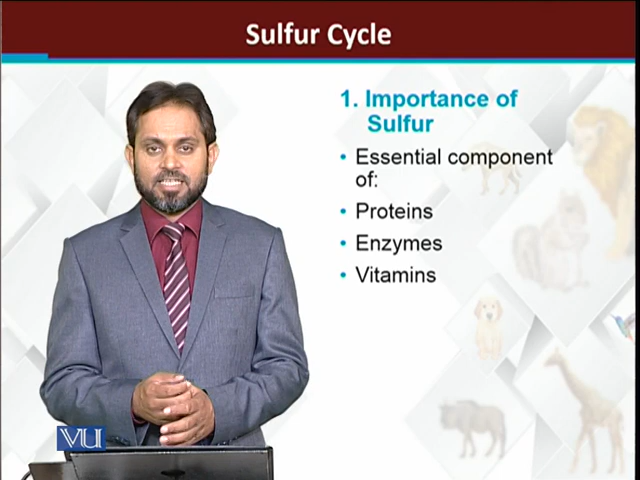 Sulfur Cycle
1. Importance of
Sulfur
• Essential component
of:
• Proteins
• Enzymes
• Vitamins
VU